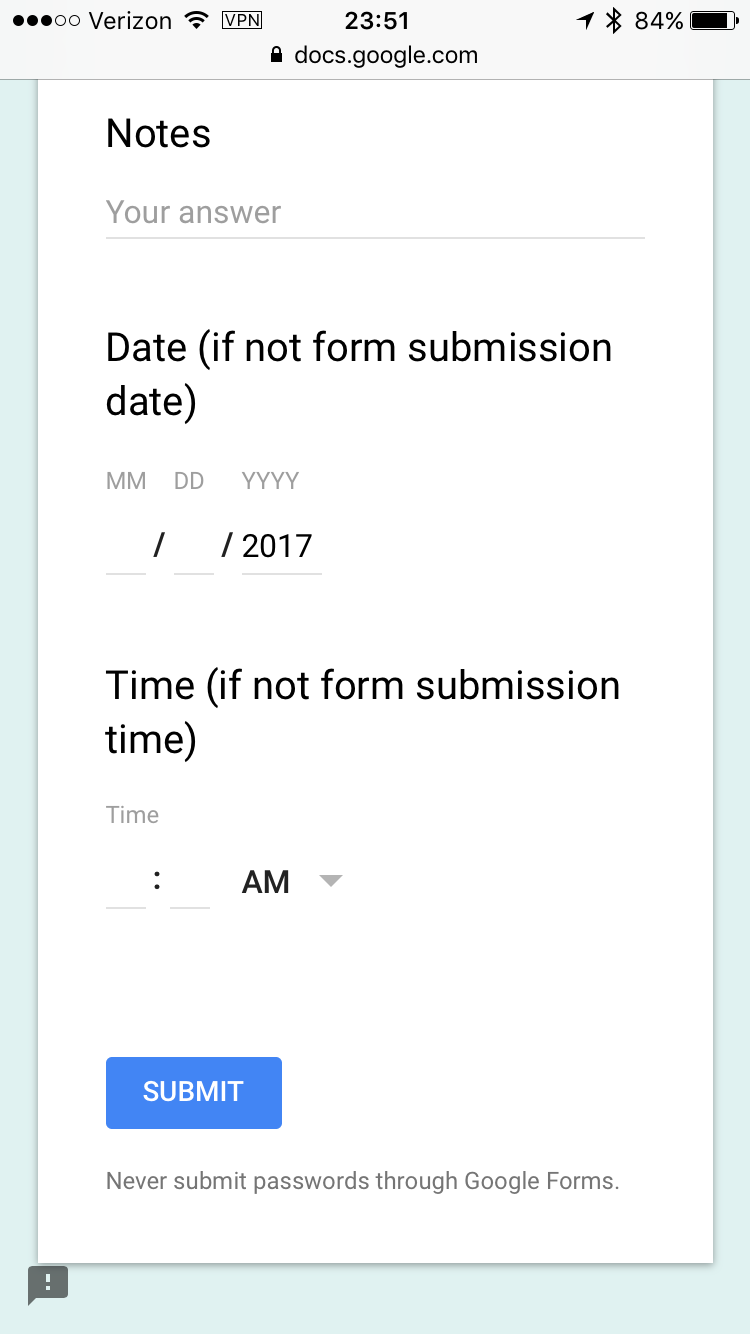 Verizon VPN 23:51 84%
docs.google.com
Notes
Your answer
Date (if not form submission
date)
MM DD YYYY
/ / 2017
Time (if not form submission
time)
Time
: AM
SUBMIT
Never submit passwords through Google Forms.
!